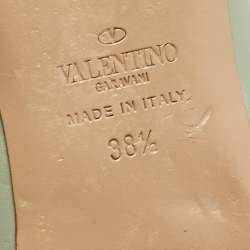 V
VALENTINO
GARAVANI
MADE IN ITALY.
38½